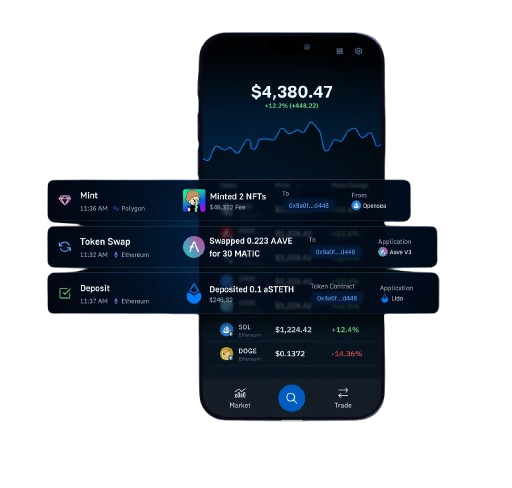 $4,380.47
+12.2% (+448.22)
Mint
11:36 AM Polygon
Minted 2 NFTs
Fee
To
0x9a0f...d448
From
Opensea
Token Swap
11:32 AM Ethereum
Swapped 0.223 AAVE
for 30 MATIC
To
0x9a0f...d448
Application
Aave V3
Deposit
11:37 AM Ethereum
Deposited 0.1 aSTETH
$246,32
Token Contract
0x9a0f...d448
Application
Lido
SOL
Ethereum
$1,224.42
+12.4%
DOGE
Ethereum
$0.1372
-14.36%
Market
Trade